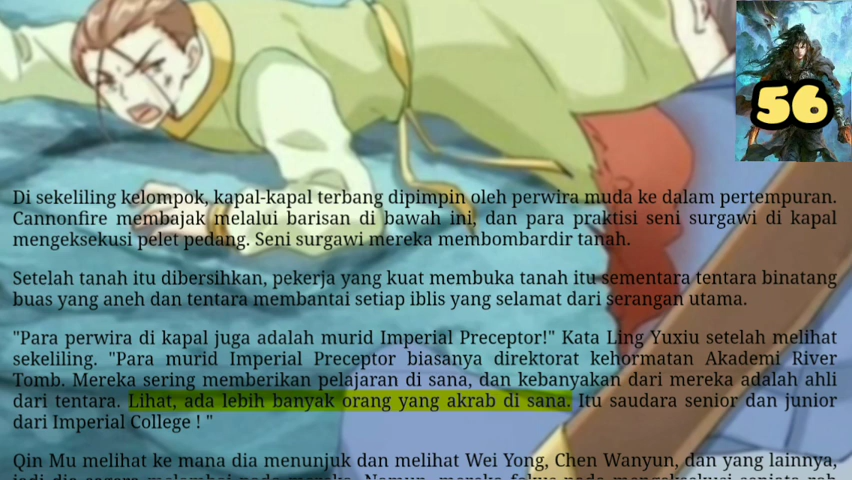 56
Di sekeliling kelompok, kapal-kapal terbang dipimpin oleh perwira muda ke dalam pertempuran.
Cannonfire membajak melalui barisan di bawah ini, dan para praktisi seni surgawi di kapal
mengeksekusi pelet pedang. Seni surgawi mereka membombardir tanah.
Setelah tanah itu dibersihkan, pekerja yang kuat membuka tanah itu sementara tentara binatang
buas yang aneh dan tentara membantai setiap iblis yang selamat dari serangan utama.
"Para perwira di kapal juga adalah murid Imperial Preceptor!" Kata Ling Yuxiu setelah melihat
sekeliling. "Para murid Imperial Preceptor biasanya direktorat kehormatan Akademi River
Tomb. Mereka sering memberikan pelajaran di sana, dan kebanyakan dari mereka adalah ahli
dari tentara. Lihat, ada lebih banyak orang yang akrab di sana. Itu saudara senior dan junior
dari Imperial College ! "
Qin Mu melihat ke mana dia menunjuk dan melihat Wei Yong, Chen Wanyun, dan yang lainnya,